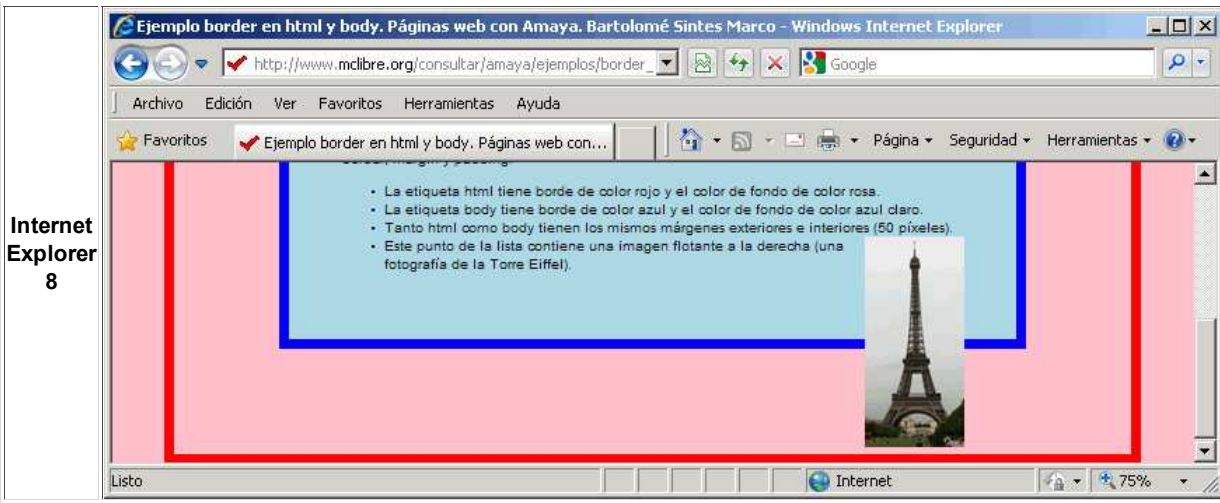 Internet
Explorer
8
Ejemplo border en html y body. Páginas web con Amaya. Bartolomé Sintes Marco - Windows Internet Explorer
http://www.mclibre.org/consultar/amaya/ejemplos/border_
Google
Archivo Edición Ver Favoritos Herramientas Ayuda
Favoritos
Ejemplo border en html y body. Páginas web con...
Página Seguridad Herramientas
• La etiqueta html tiene borde de color rojo y el color de fondo de color rosa.
• La etiqueta body tiene borde de color azul y el color de fondo de color azul claro.
• Tanto html como body tienen los mismos márgenes exteriores e interiores (50 píxeles).
• Este punto de la lista contiene una imagen flotante a la derecha (una
fotografía de la Torre Eiffel).
Listo
Internet
75%